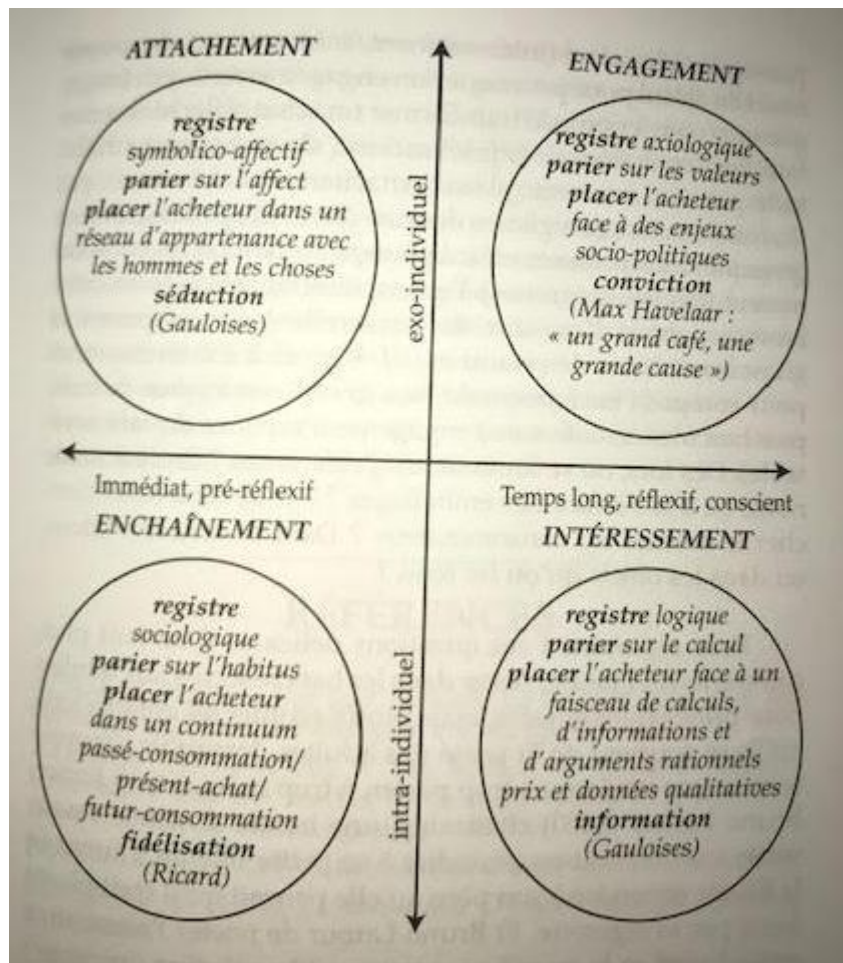 ATTACHEMENT
registre
symbolico-affectif
parier sur l'affect
placer l'acheteur dans un
réseau d'appartenance avec
les hommes et les choses
séduction
(Gauloises)
exo-individuel
ENGAGEMENT
registre axiologique
parier sur les valeurs
placer l'acheteur
face à des enjeux
socio-politiques
conviction
(Max Havelaar :
« un grand café, une
grande cause »)
Immédiat, pré-réflexif
Temps long, réflexif, conscient
ENCHAÎNEMENT
registre
sociologique
parier sur l'habitus
placer l'acheteur
dans un continuum
passé-consommation/
présent-achat/
futur-consommation
fidélisation
(Ricard)
intra-individuel
INTÉRESSEMENT
registre logique
parier sur le calcul
placer l'acheteur face à un
faisceau de calculs,
d'informations et
d'arguments rationnels
prix et données qualitatives
information
(Gauloises)